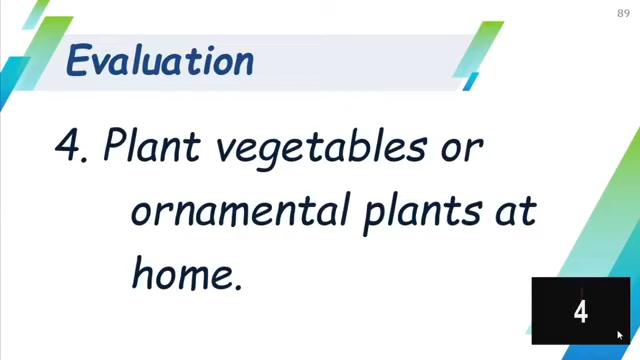 89
Evaluation
4. Plant vegetables or
ornamental plants at
home.
4